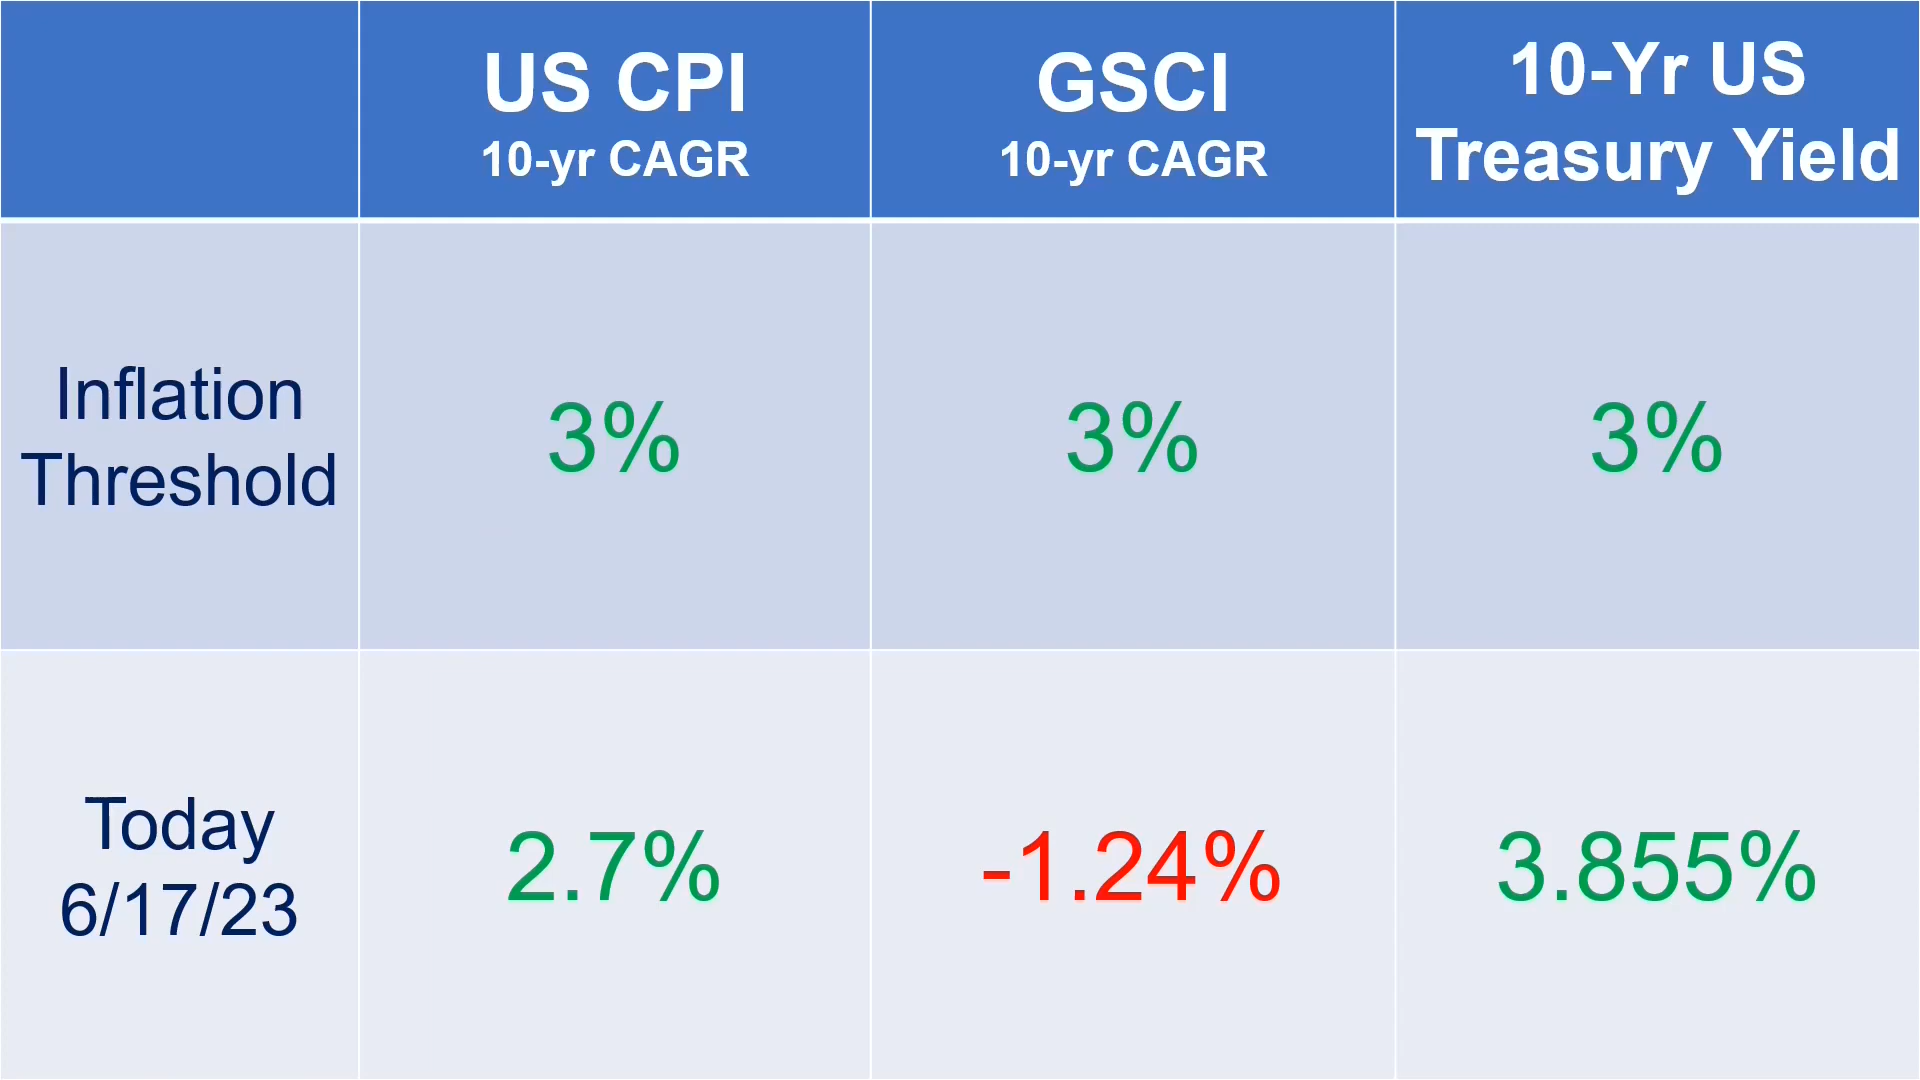 US CPI
10-yr CAGR
GSCI
10-yr CAGR
10-Yr US
Treasury Yield
Inflation
Threshold
3%
3%
3%
Today
6/17/23
2.7%
-1.24%
3.855%